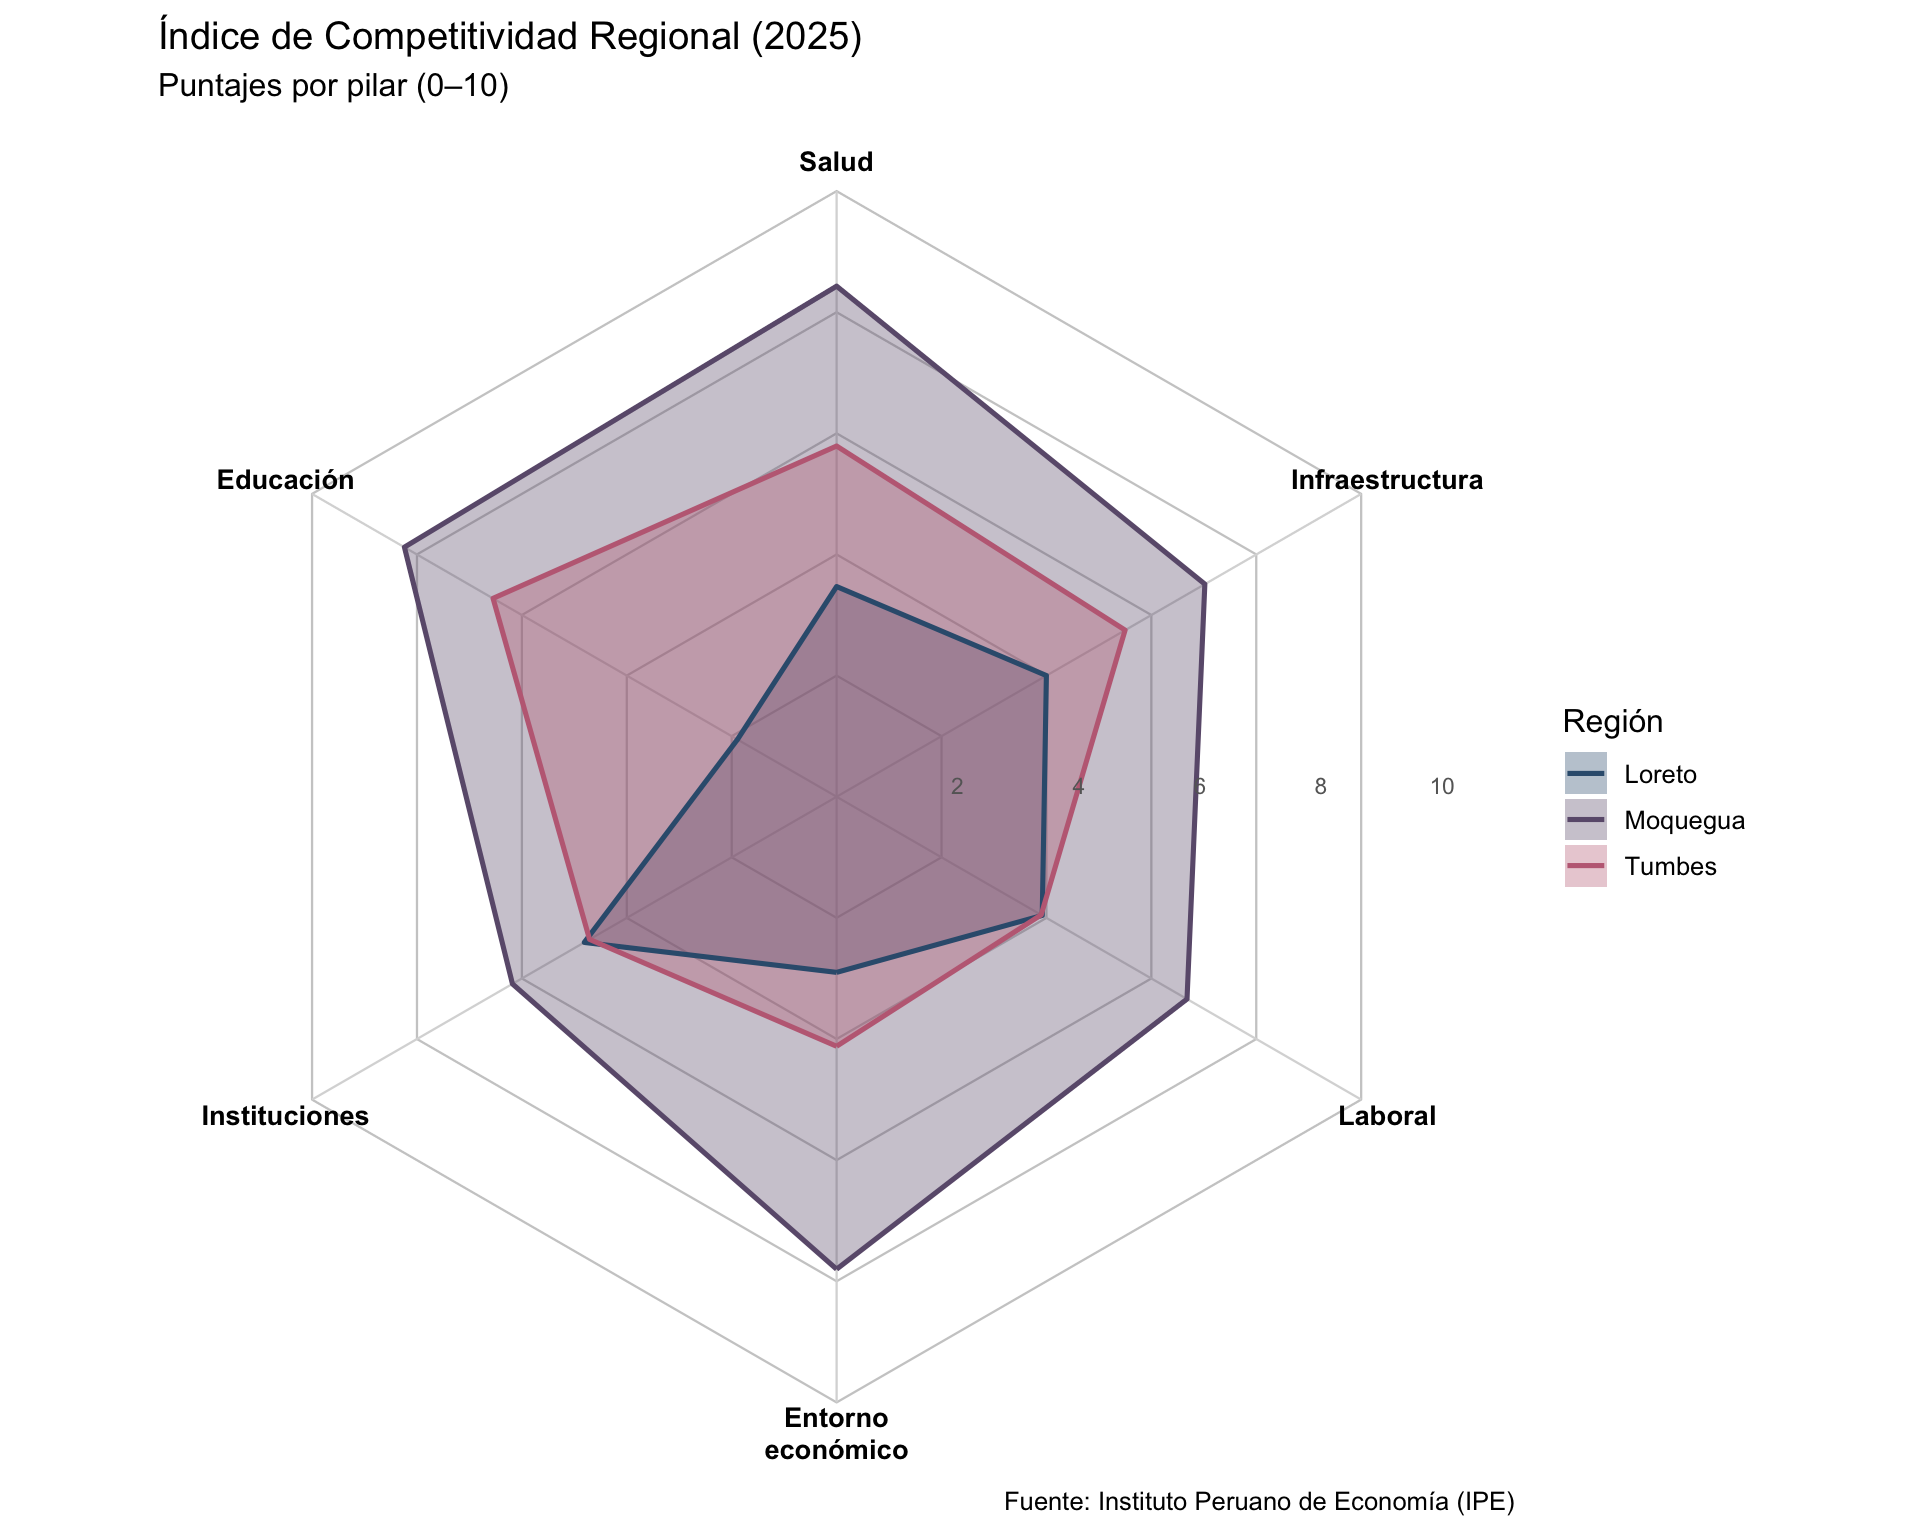 Índice de Competitividad Regional (2025)
Puntajes por pilar (0–10)
Salud
Educación
Infraestructura
Región
Loreto
2
4
6
8
10
Moquegua
Tumbes
Instituciones
Laboral
Entorno
económico
Fuente: Instituto Peruano de Economía (IPE)